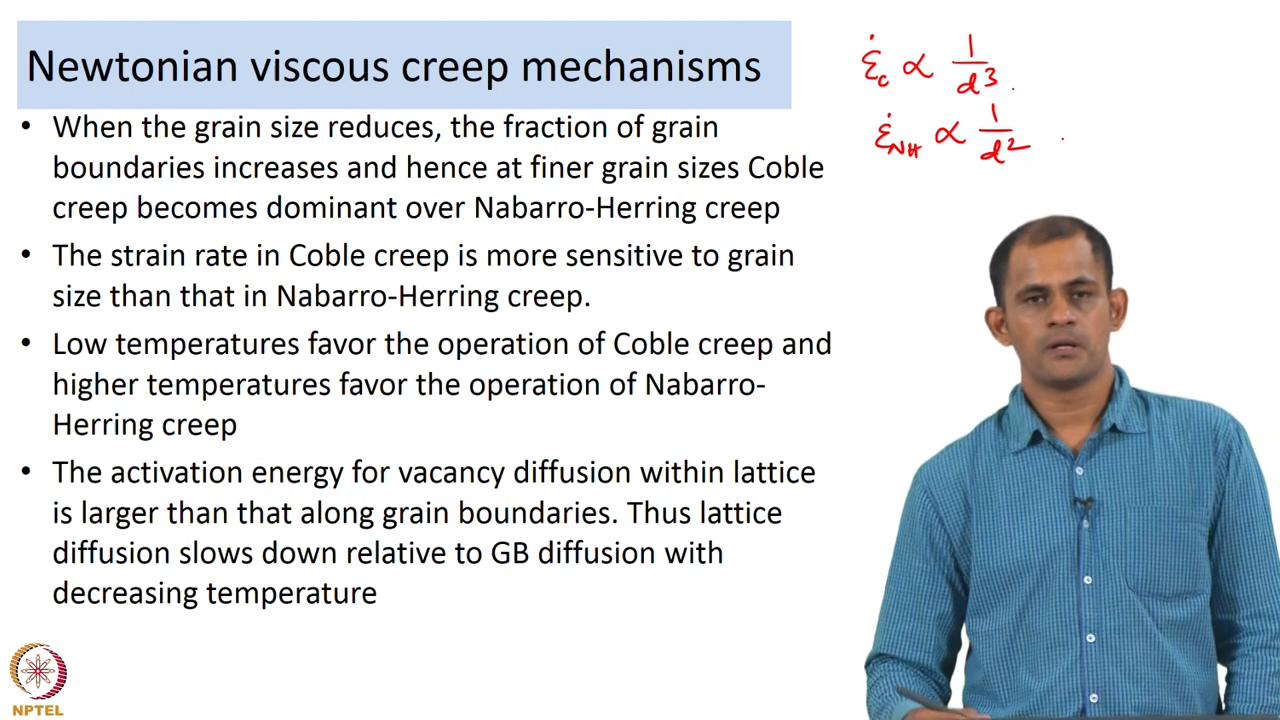 Newtonian viscous creep mechanisms
• When the grain size reduces, the fraction of grain
boundaries increases and hence at finer grain sizes Coble
creep becomes dominant over Nabarro-Herring creep
• The strain rate in Coble creep is more sensitive to grain
size than that in Nabarro-Herring creep.
• Low temperatures favor the operation of Coble creep and
higher temperatures favor the operation of Nabarro-
Herring creep
• The activation energy for vacancy diffusion within lattice
is larger than that along grain boundaries. Thus lattice
diffusion slows down relative to GB diffusion with
decreasing temperature
ε̇_c ∝ 1/d³
ε̇_NH ∝ 1/d²
NPTEL